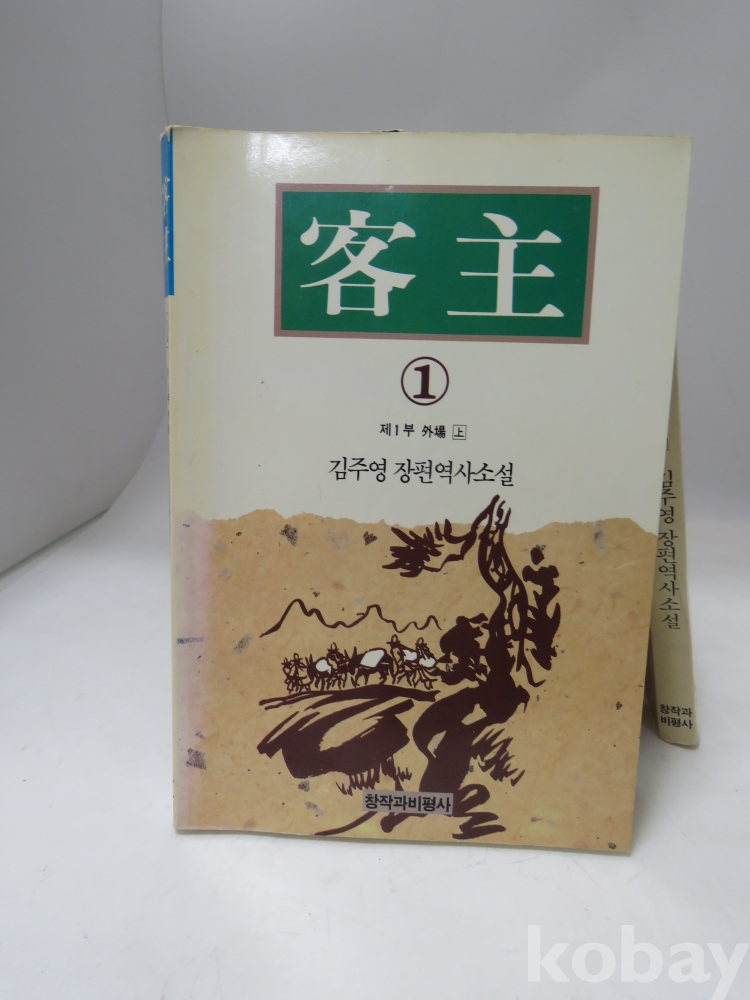 客主
①
제1부 外場 上
김주영 장편역사소설
창작과비평사
김주영 장편역사소설
창작과
비평사
kobay